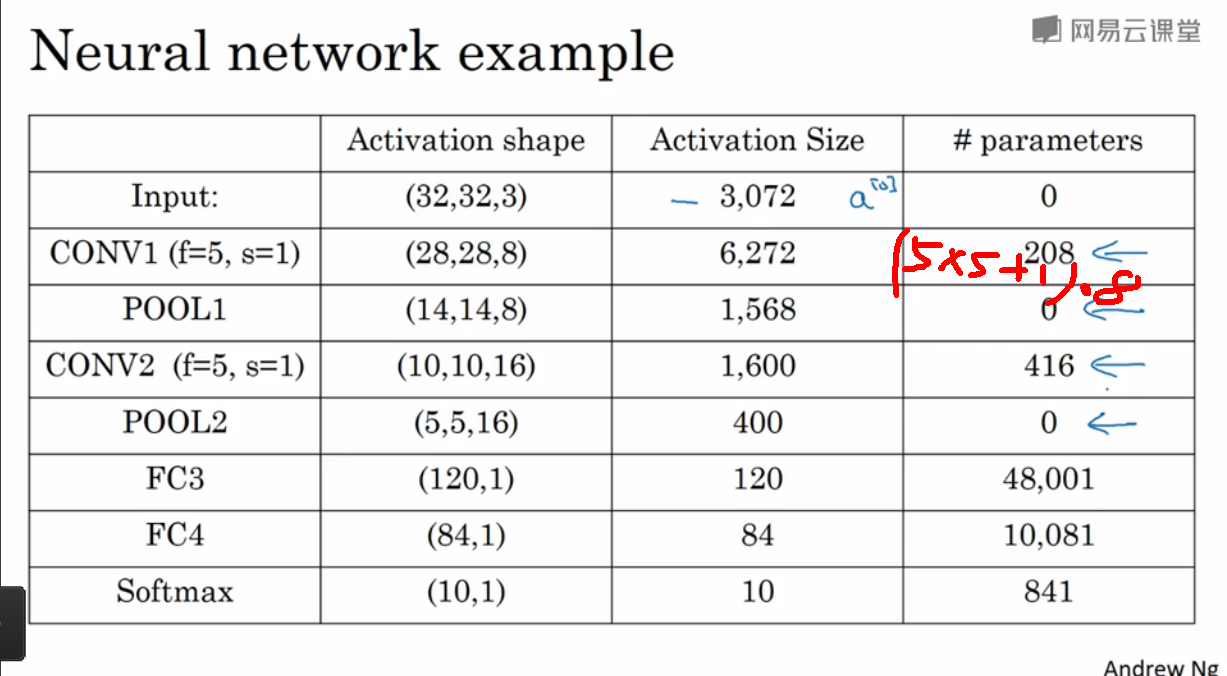 网易云课堂
Neural network example
Activation shape Activation Size # parameters
Input: (32,32,3) — 3,072 a[0] 0
CONV1 (f=5, s=1) (28,28,8) 6,272 208 ←
(5×5+1)·8
POOL1 (14,14,8) 1,568 0 ←
CONV2 (f=5, s=1) (10,10,16) 1,600 416 ←
POOL2 (5,5,16) 400 0 ←
FC3 (120,1) 120 48,001
FC4 (84,1) 84 10,081
Softmax (10,1) 10 841
Andrew Ng